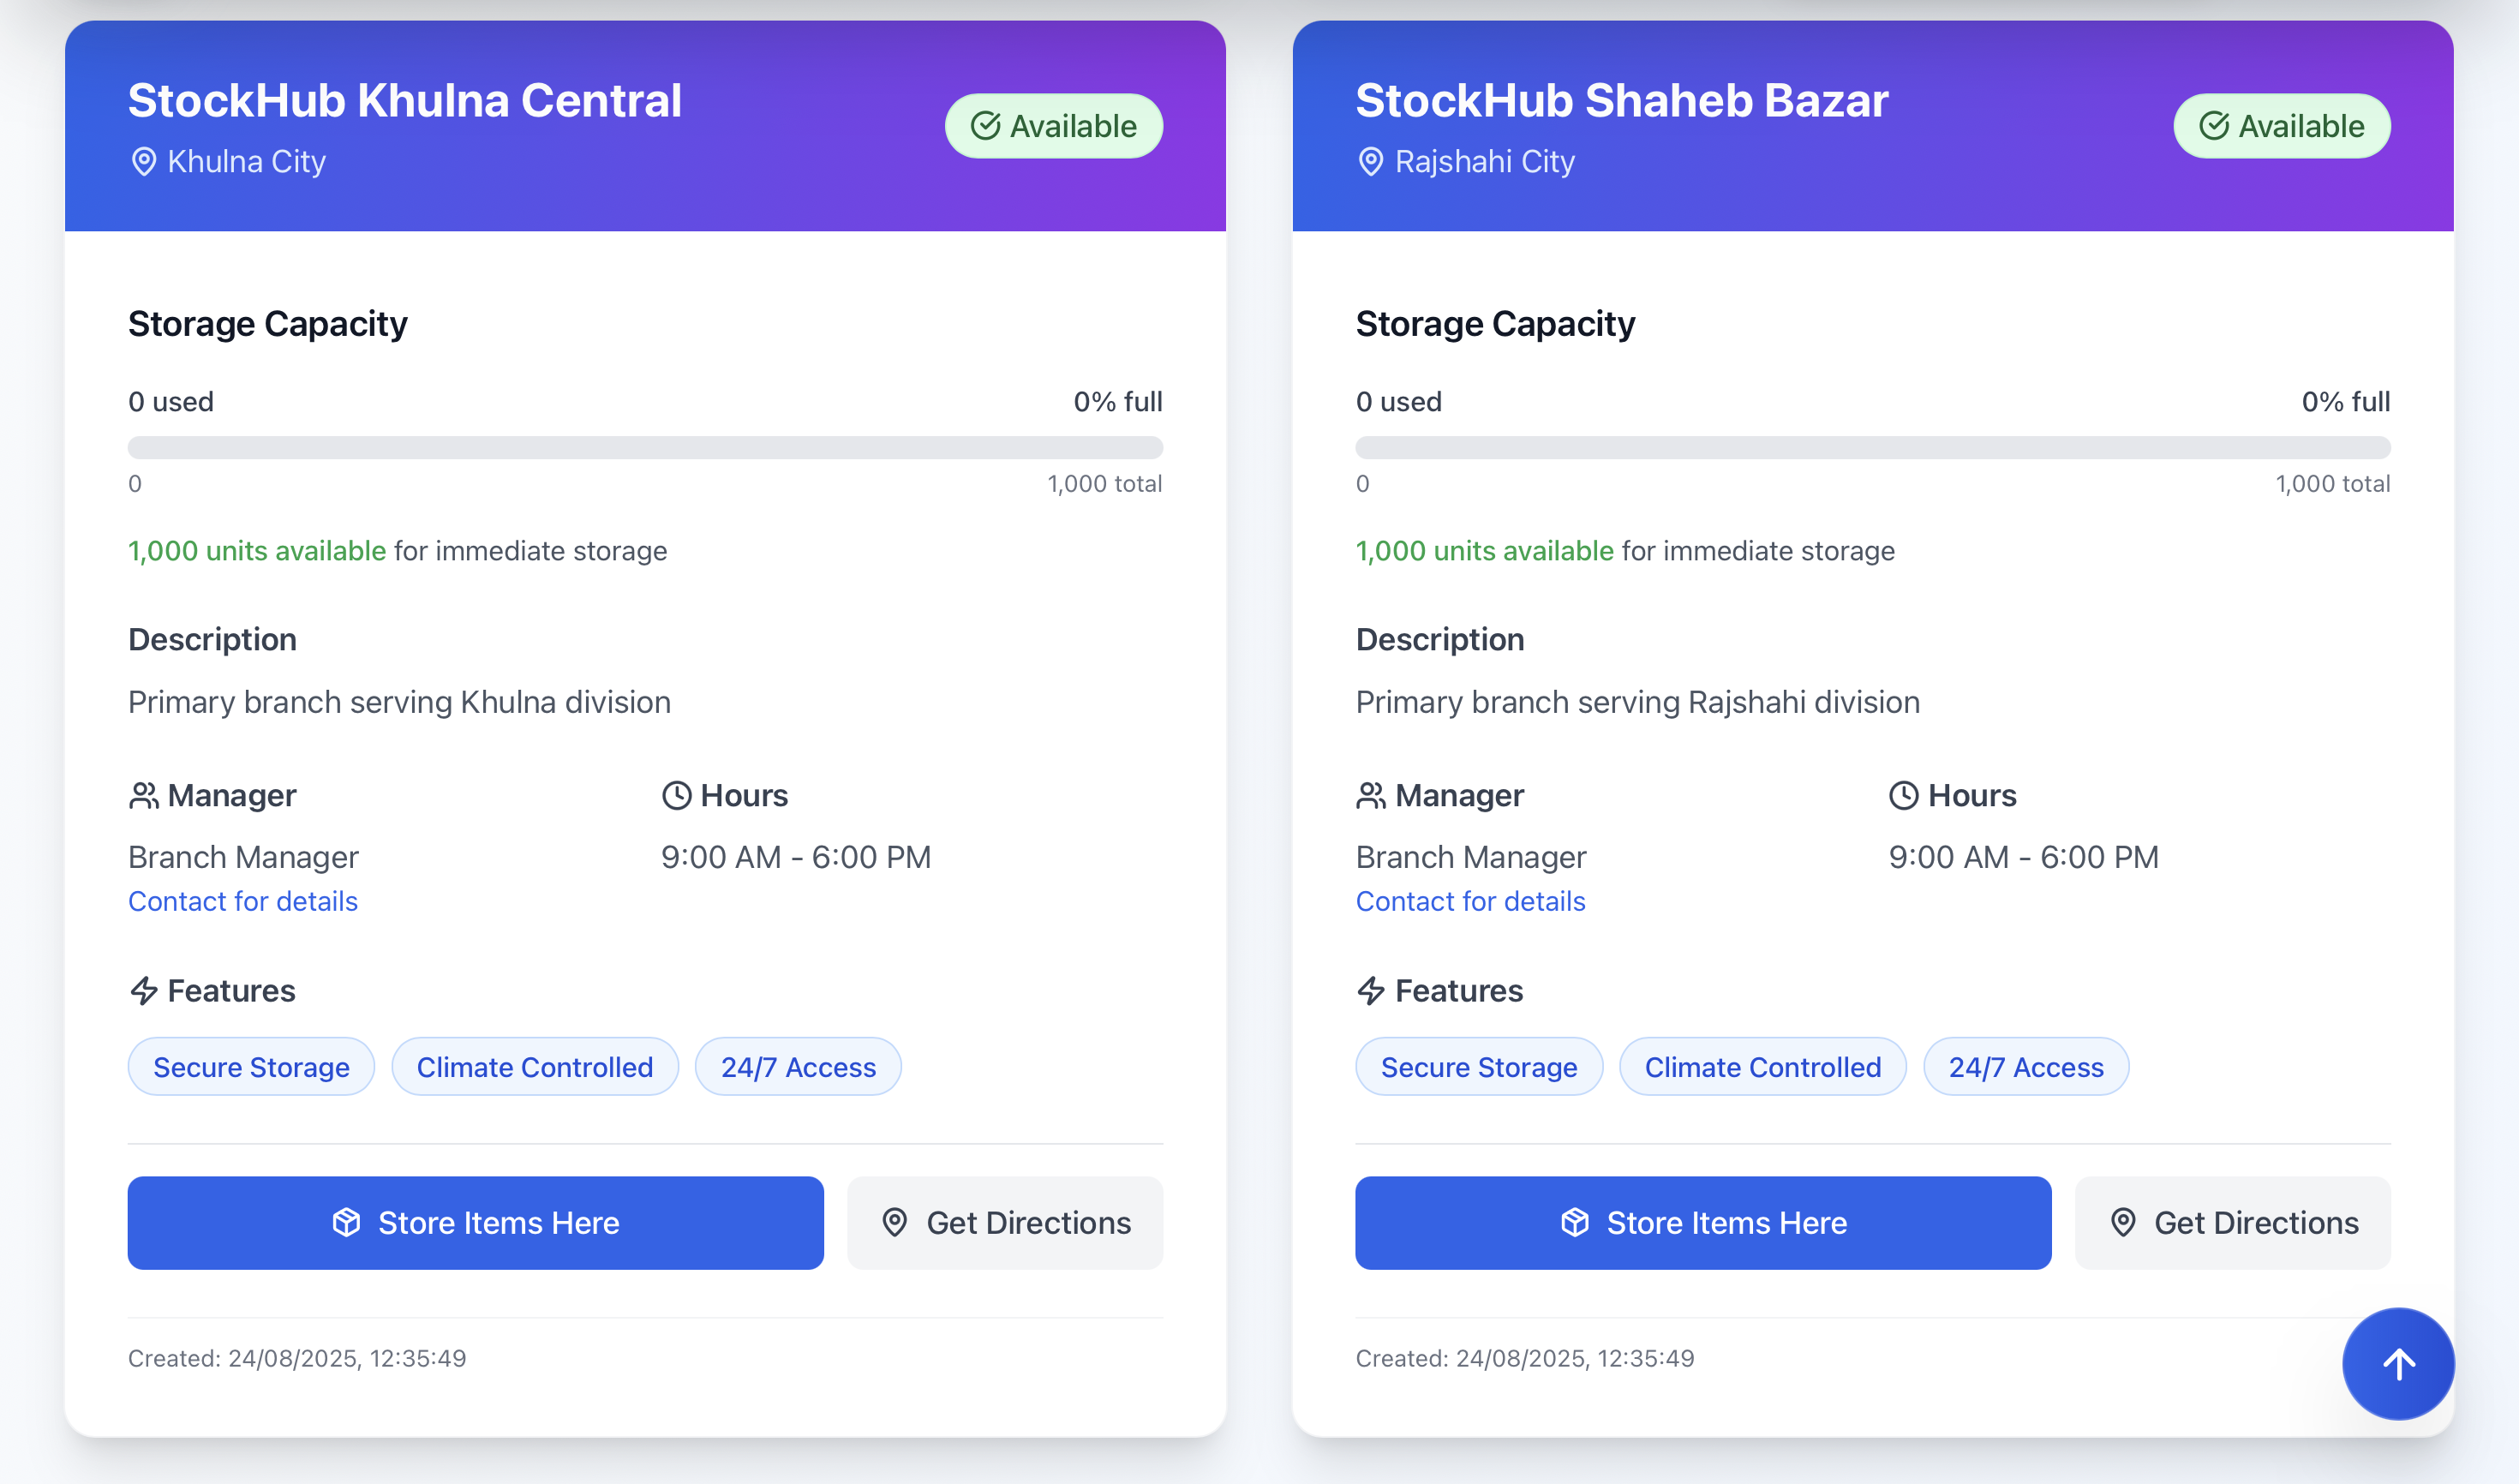 StockHub Khulna Central
Khulna City
Available
Storage Capacity
0 used
0% full
0
1,000 total
1,000 units available for immediate storage
Description
Primary branch serving Khulna division
Manager
Branch Manager
Contact for details
Hours
9:00 AM - 6:00 PM
Features
Secure Storage
Climate Controlled
24/7 Access
Store Items Here
Get Directions
Created: 24/08/2025, 12:35:49
StockHub Shaheb Bazar
Rajshahi City
Available
Storage Capacity
0 used
0% full
0
1,000 total
1,000 units available for immediate storage
Description
Primary branch serving Rajshahi division
Manager
Branch Manager
Contact for details
Hours
9:00 AM - 6:00 PM
Features
Secure Storage
Climate Controlled
24/7 Access
Store Items Here
Get Directions
Created: 24/08/2025, 12:35:49